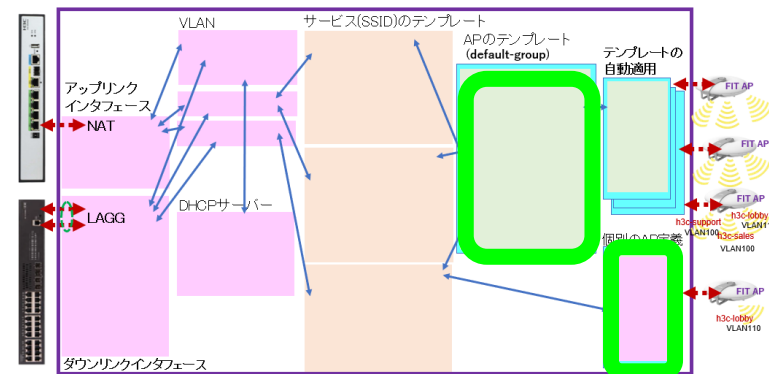 VLAN
サービス(SSID)のテンプレート
APのテンプレート
(default-group)
テンプレートの
自動適用
アップリンク
インタフェース
NAT
DHCPサーバー
LAGG
ダウンリンクインタフェース
個別のAP定義
FIT AP
FIT AP
FIT AP
h3c-support
VLAN100
h3c-lobby
VLAN11
h3c-sales
VLAN100
FIT AP
h3c-lobby
VLAN110